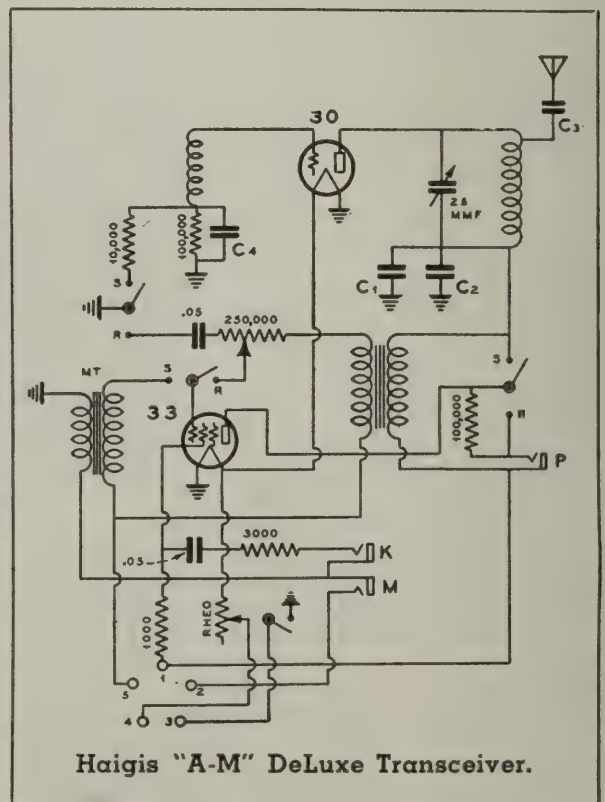 30
C3
25
MMF
10,000
100,000
C4
S
C1
C2
R
.05
250,000
MT
S
R
S
R
33
100,000
P
3000
.05
K
M
1000
RHEO
1
5
2
4
3
Haigis "A-M" DeLuxe Transceiver.